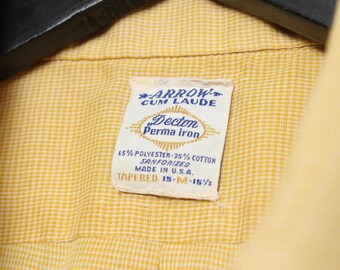 ARROW
CUM LAUDE
Decton
Perma Iron
65% POLYESTER-35% COTTON
SANFORIZED
MADE IN U.S.A.
TAPERED 15-M-15½